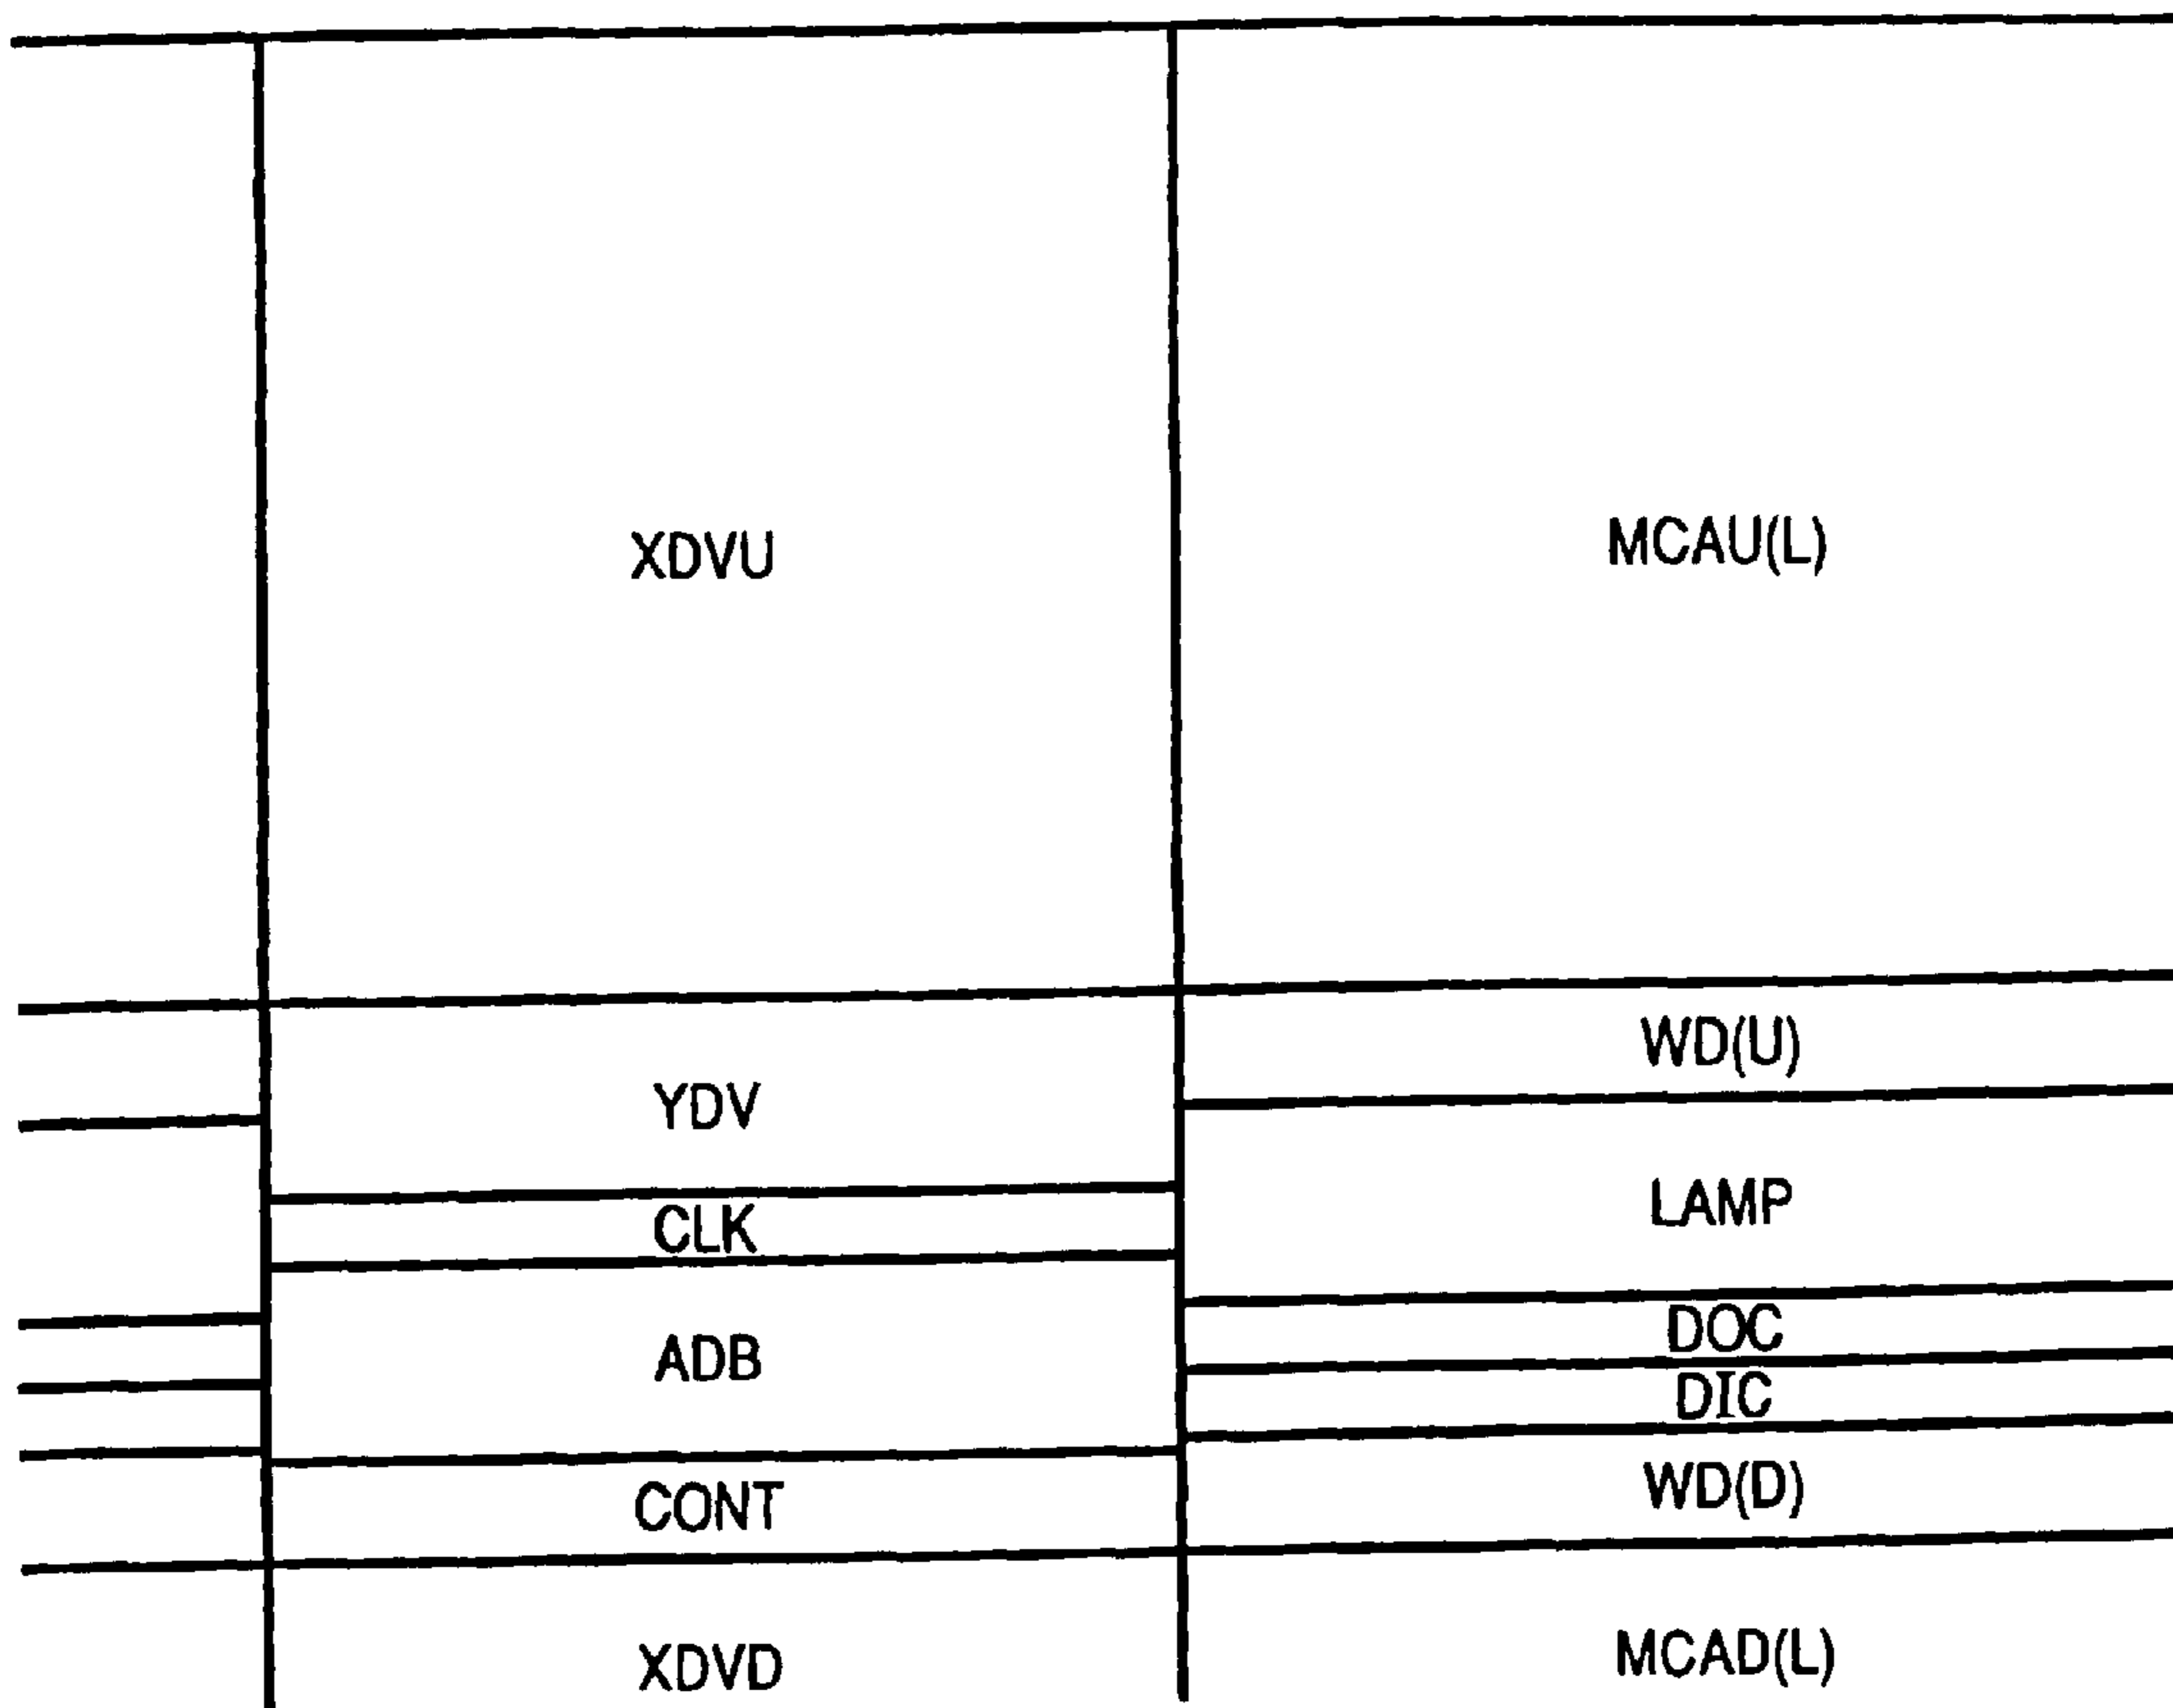 XDVU
MCAU(L)
WD(U)
YDV
LAMP
CLK
DOC
ADB
DIC
WD(D)
CONT
XDVD
MCAD(L)